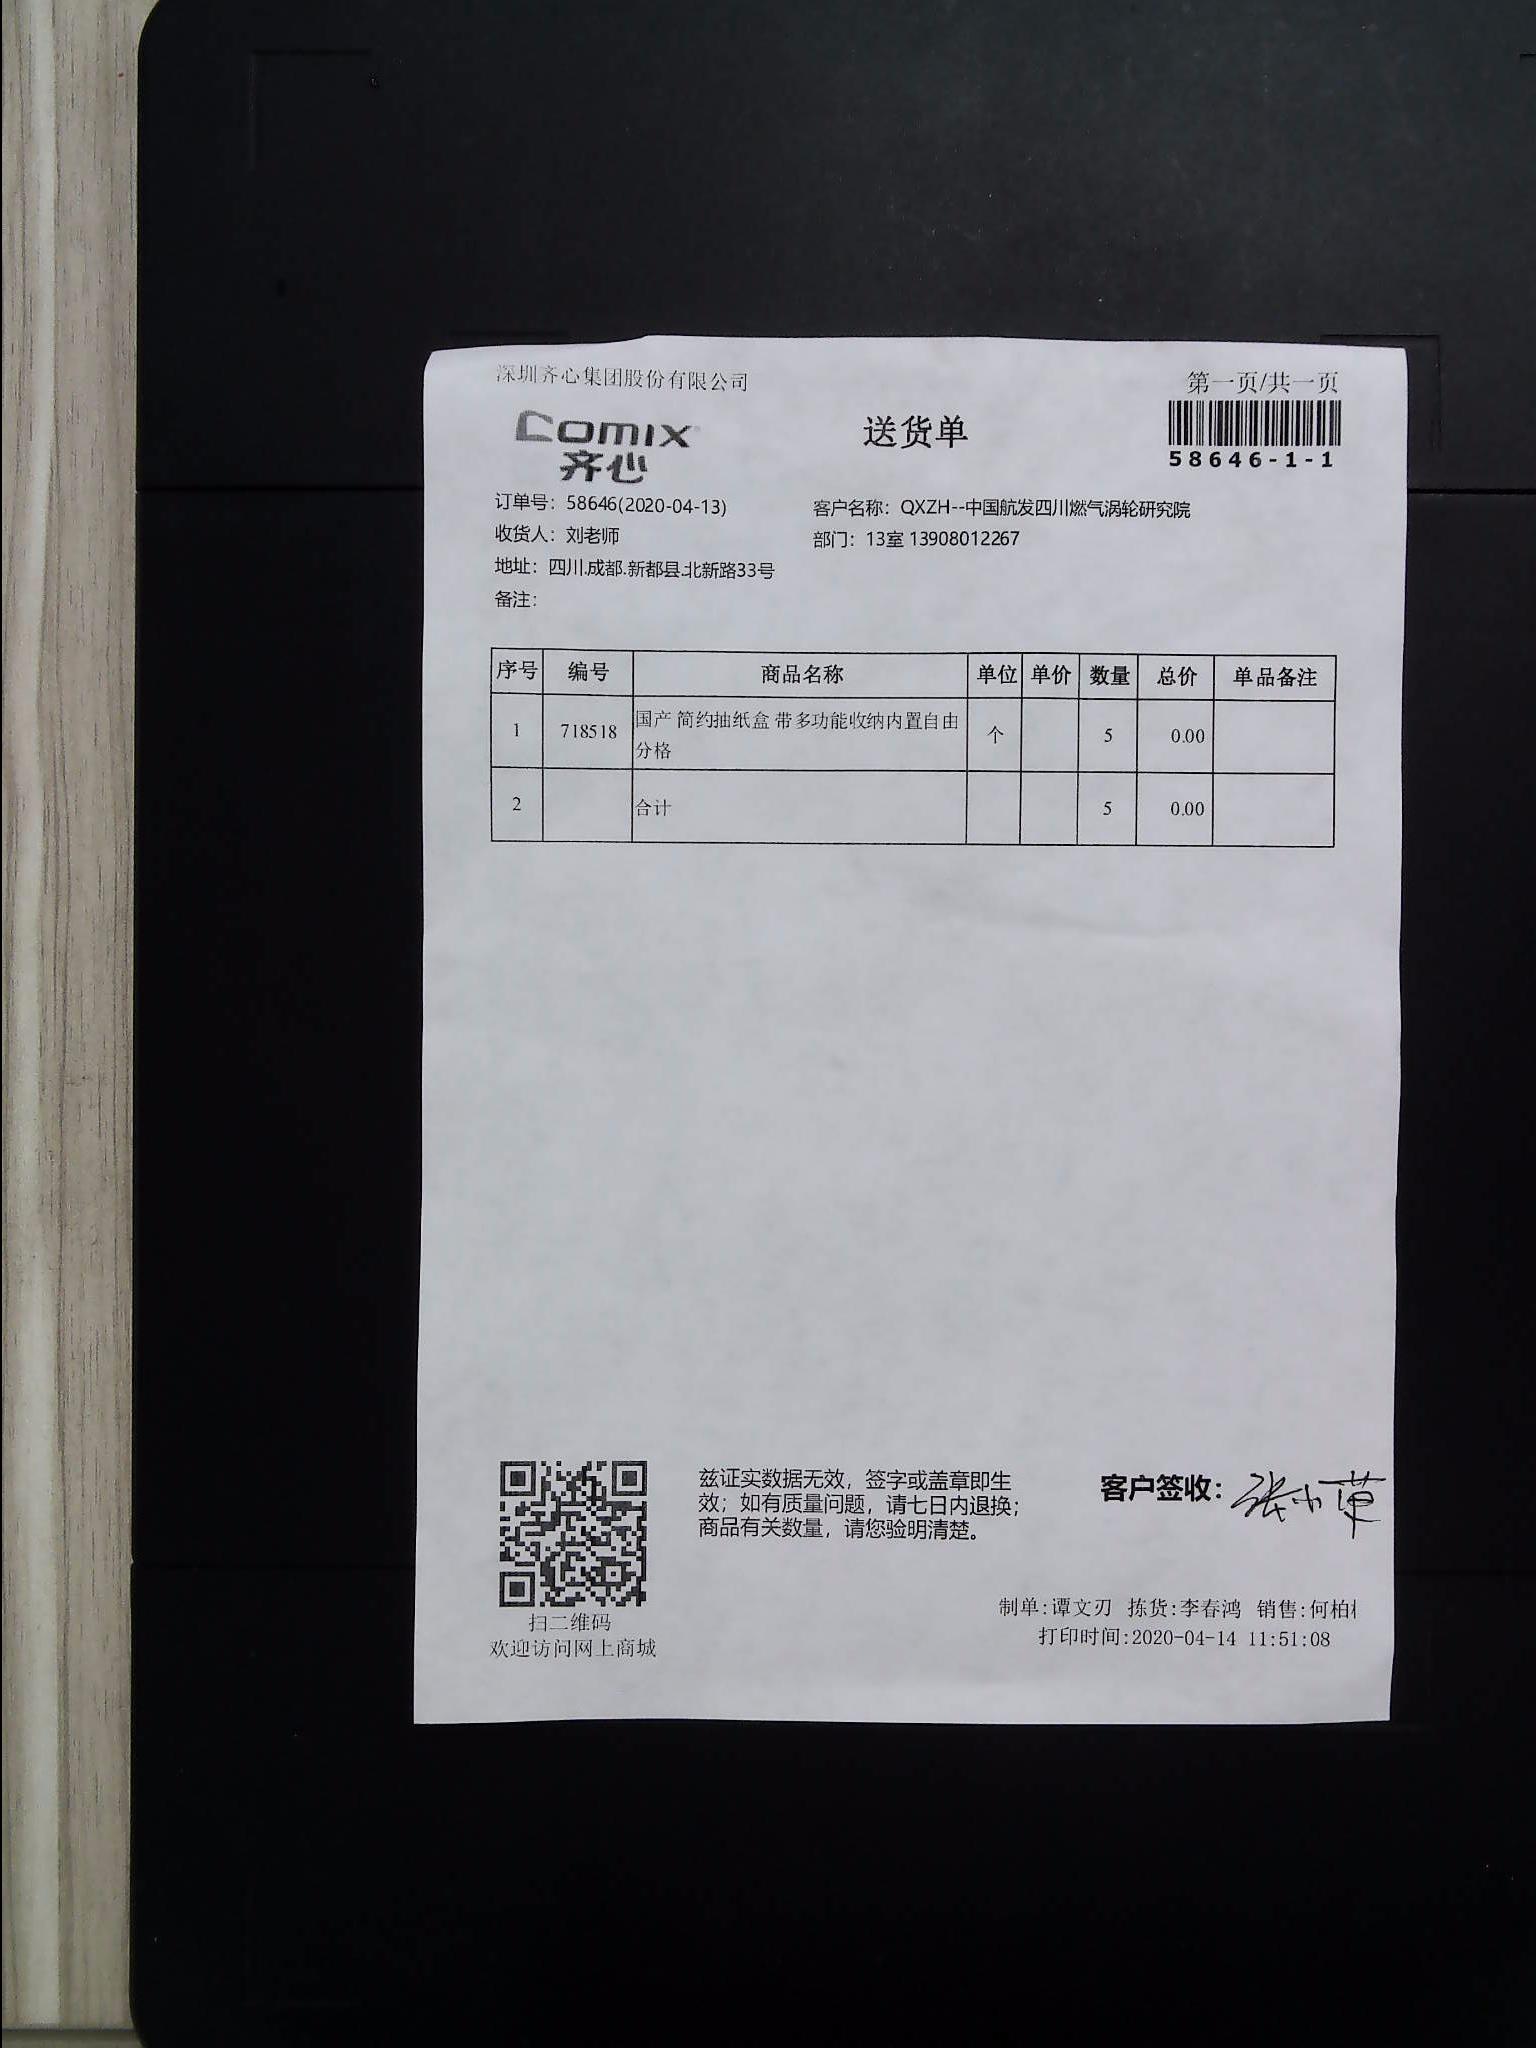 深圳齐心集团股份有限公司
第一页/共一页
comix
齐心
送货单
58646-1-1
订单号：58646(2020-04-13)
客户名称：QXZH--中国航发四川燃气涡轮研究院
收货人：刘老师
部门：13室 13908012267
地址：四川.成都.新都县.北新路33号
备注：
序号 编号 商品名称 单位 单价 数量 总价 单品备注
1 718518 国产 简约抽纸盒 带多功能收纳内置自由
分格 个 5 0.00
2 合计 5 0.00
兹证实数据无效，签字或盖章即生
效；如有质量问题，请七日内退换；
商品有关数量，请您验明清楚。
客户签收：张小
扫二维码
欢迎访问网上商城
制单:谭文刃 拣货:李春鸿 销售:何柏
打印时间:2020-04-14 11:51:08